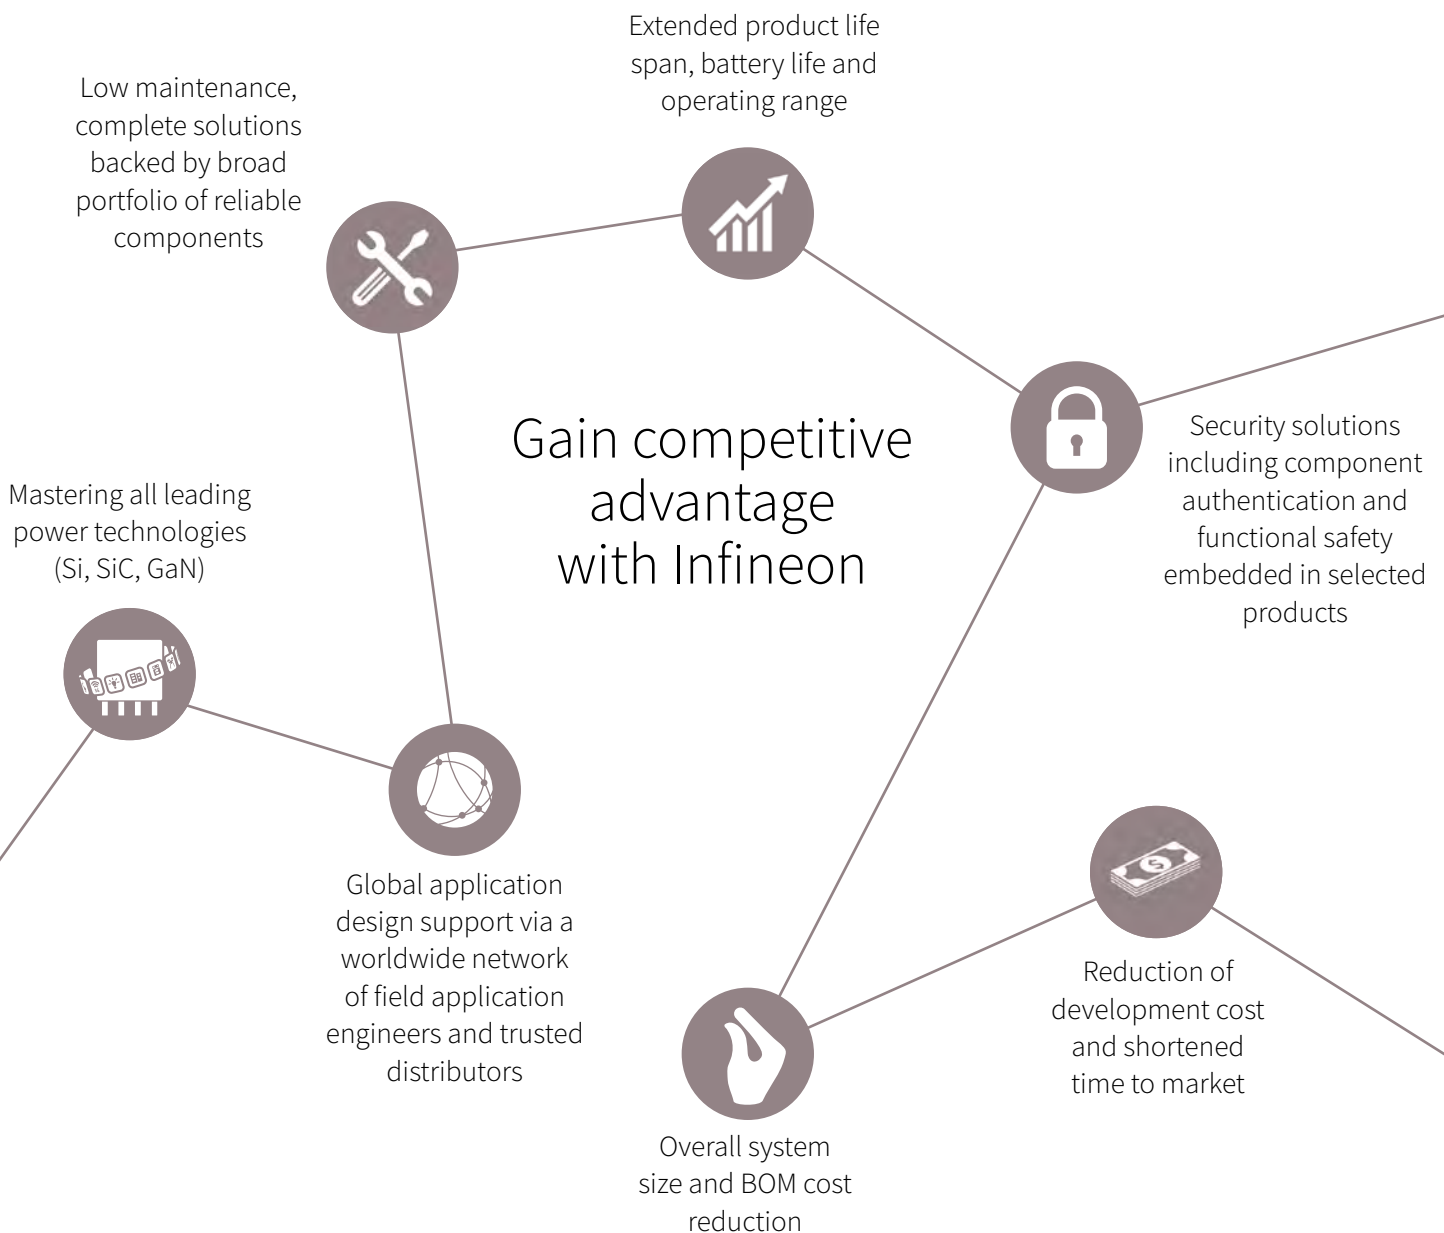 Extended product life
span, battery life and
operating range
Low maintenance,
complete solutions
backed by broad
portfolio of reliable
components
Gain competitive
advantage
with Infineon
Security solutions
including component
authentication and
functional safety
embedded in selected
products
Mastering all leading
power technologies
(Si, SiC, GaN)
Global application
design support via a
worldwide network
of field application
engineers and trusted
distributors
Reduction of
development cost
and shortened
time to market
Overall system
size and BOM cost
reduction